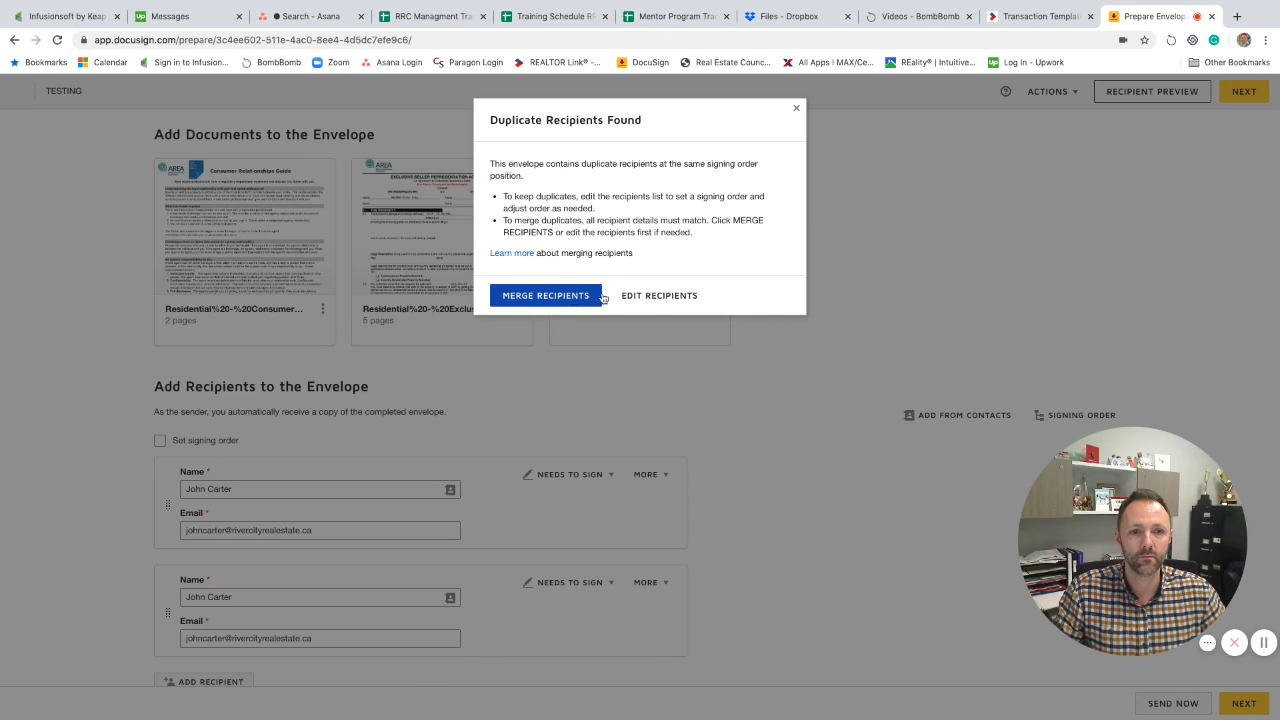 Infusionsoft by Keap
Messages
Search - Asana
RRC Managment Tra
Training Schedule RR
Mentor Program Trac
Files - Dropbox
Videos - BombBomb
Transaction Templat
Prepare Envelop
app.docusign.com/prepare/3c4ee602-511e-4ac0-8ee4-4d5dc7efe9c6/
Bookmarks
Calendar
Sign in to Infusion...
BombBomb
Zoom
Asana Login
Paragon Login
REALTOR Link® -...
DocuSign
Real Estate Counc...
All Apps | MAX/Ce...
REality® | Intuitive...
Log In - Upwork
Other Bookmarks
TESTING
ACTIONS
RECIPIENT PREVIEW
NEXT
Duplicate Recipients Found
This envelope contains duplicate recipients at the same signing order
position.
• To keep duplicates, edit the recipients list to set a signing order and
adjust order as needed.
• To merge duplicates, all recipient details must match. Click MERGE
RECIPIENTS or edit the recipients first if needed.
Learn more about merging recipients
MERGE RECIPIENTS
EDIT RECIPIENTS
Add Documents to the Envelope
AREA
Consumer Relationships Guide
AREA
Residential%20-%20Consumer...
2 pages
Residential%20-%20Exclus
5 pages
Add Recipients to the Envelope
As the sender, you automatically receive a copy of the completed envelope.
ADD FROM CONTACTS
SIGNING ORDER
Set signing order
Name *
NEEDS TO SIGN
MORE
John Carter
Email *
johncarter@rivercityrealestate.ca
Name *
NEEDS TO SIGN
MORE
John Carter
Email *
johncarter@rivercityrealestate.ca
ADD RECIPIENT
SEND NOW
NEXT